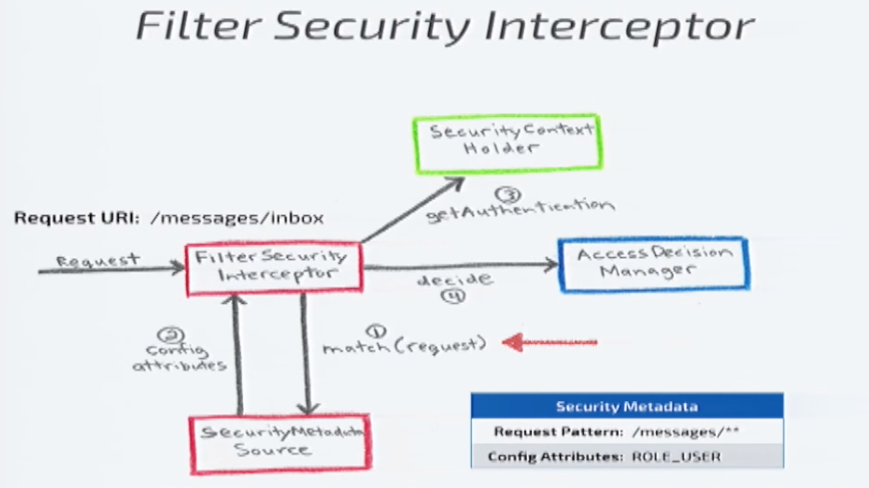 Filter Security Interceptor
SecurityContext
Holder
③
getAuthentication
Request URI: /messages/inbox
Request
FilterSecurity
Interceptor
decide
④
AccessDecision
Manager
②
config
attributes
①
match(request)
SecurityMetadata
Source
Security Metadata
Request Pattern: /messages/**
Config Attributes: ROLE_USER